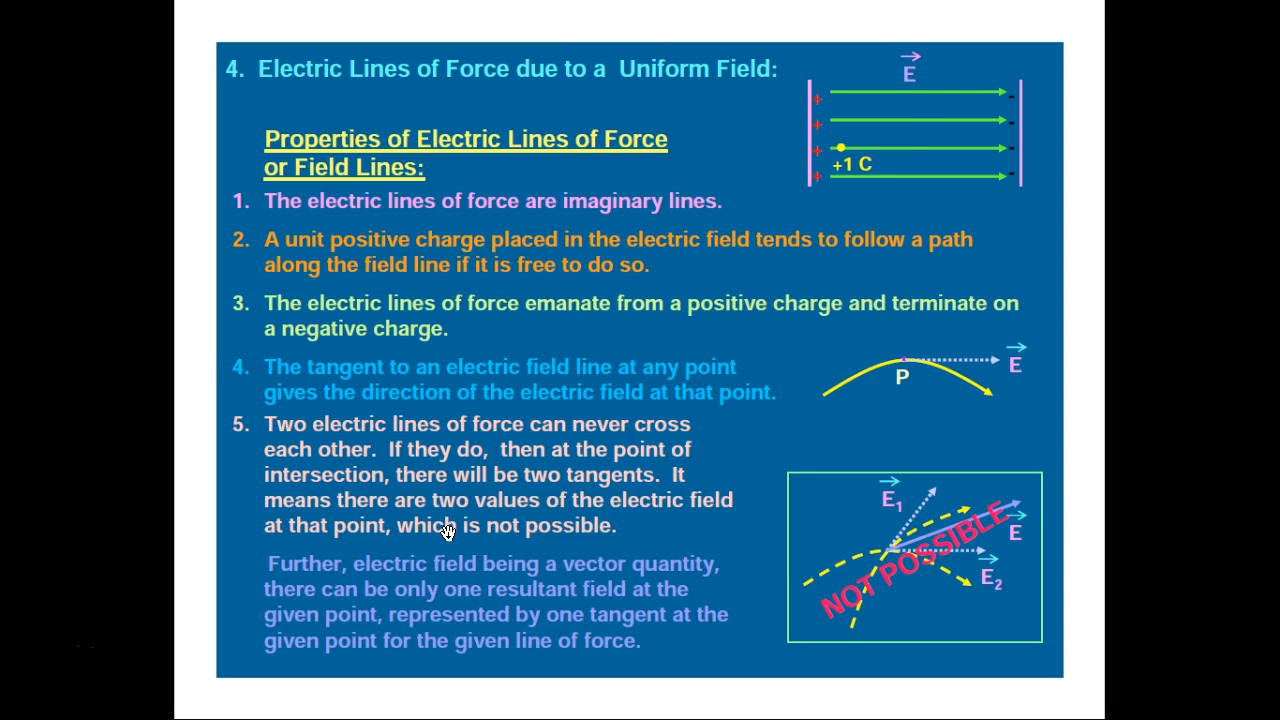 4. Electric Lines of Force due to a Uniform Field:
E
+ -
+ -
+ -
+1 C
+ -
Properties of Electric Lines of Force
or Field Lines:
1. The electric lines of force are imaginary lines.
2. A unit positive charge placed in the electric field tends to follow a path
along the field line if it is free to do so.
3. The electric lines of force emanate from a positive charge and terminate on
a negative charge.
4. The tangent to an electric field line at any point
gives the direction of the electric field at that point.
E
P
5. Two electric lines of force can never cross
each other. If they do, then at the point of
intersection, there will be two tangents. It
means there are two values of the electric field
at that point, which is not possible.
Further, electric field being a vector quantity,
there can be only one resultant field at the
given point, represented by one tangent at the
given point for the given line of force.
E1
E
E2
NOT POSSIBLE